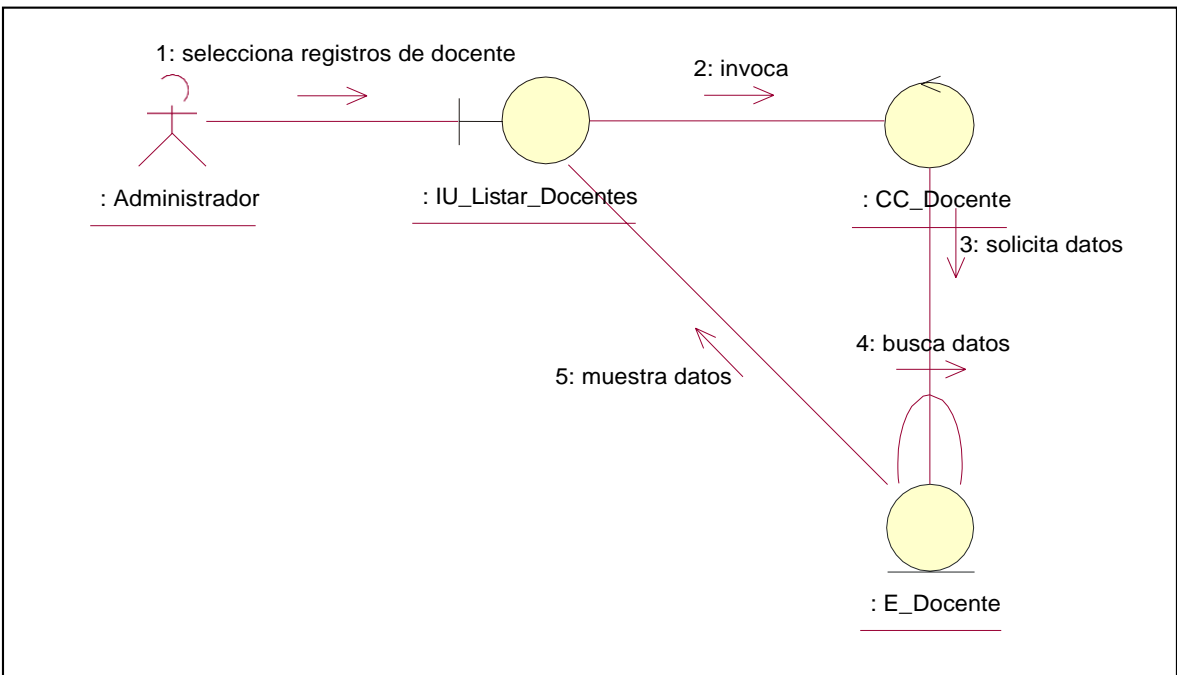 1: selecciona registros de docente
2: invoca
: Administrador
: IU_Listar_Docentes
: CC_Docente
3: solicita datos
4: busca datos
5: muestra datos
: E_Docente